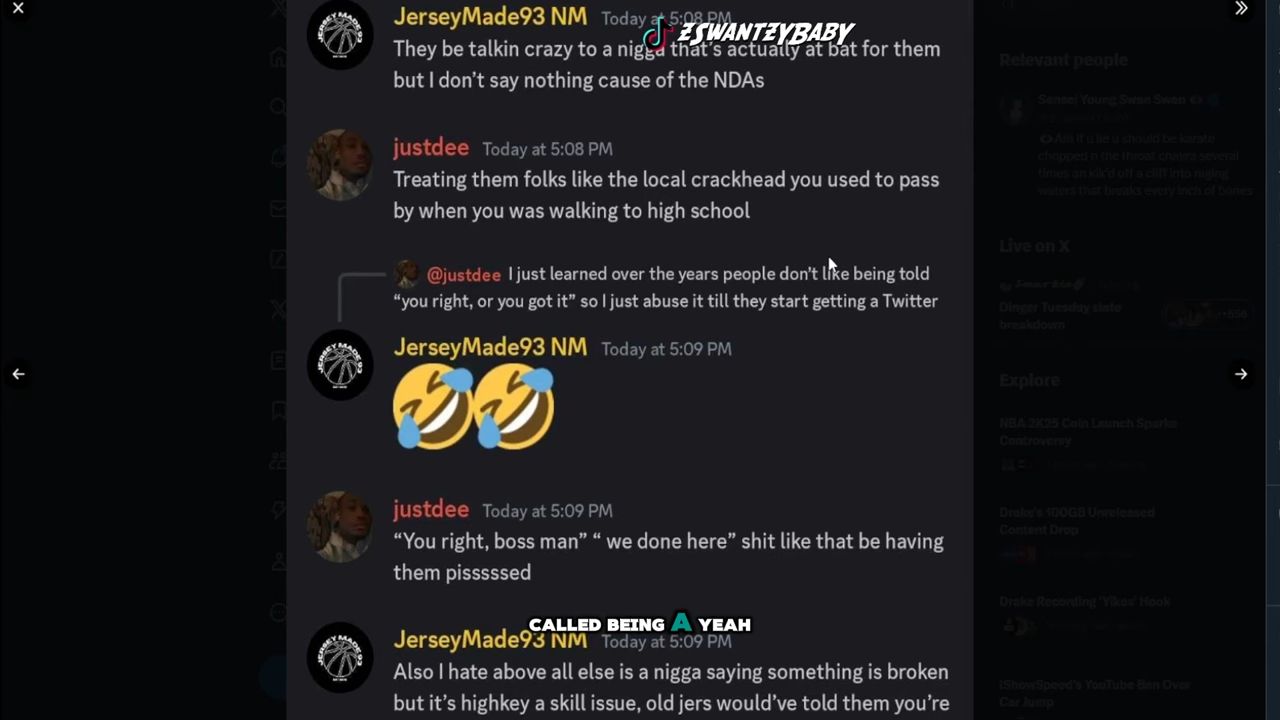 JerseyMade93 NM Today at 5:08 PM
ZSWANTZYBABY
They be talkin crazy to a nigga that's actually at bat for them
but I don't say nothing cause of the NDAs
justdee Today at 5:08 PM
Treating them folks like the local crackhead you used to pass
by when you was walking to high school
@justdee I just learned over the years people don't like being told
“you right, or you got it” so I just abuse it till they start getting a Twitter
JerseyMade93 NM Today at 5:09 PM
justdee Today at 5:09 PM
“You right, boss man” “ we done here” shit like that be having
them pisssssed
CALLED BEING A YEAH
JerseyMade93 NM Today at 5:09 PM
Also I hate above all else is a nigga saying something is broken
but it's highkey a skill issue, old jers would've told them you're
Relevant people
Sensei Young Swan Swan
Live on X
Dinger Tuesday slate
breakdown
Explore
NBA 2K25 Coin Launch Sparks
Controversy
Drake's 100GB Unreleased
Content Drop
Drake Recording 'Yikes' Hook
iShowSpeed's YouTube Ban Over
Car Jump